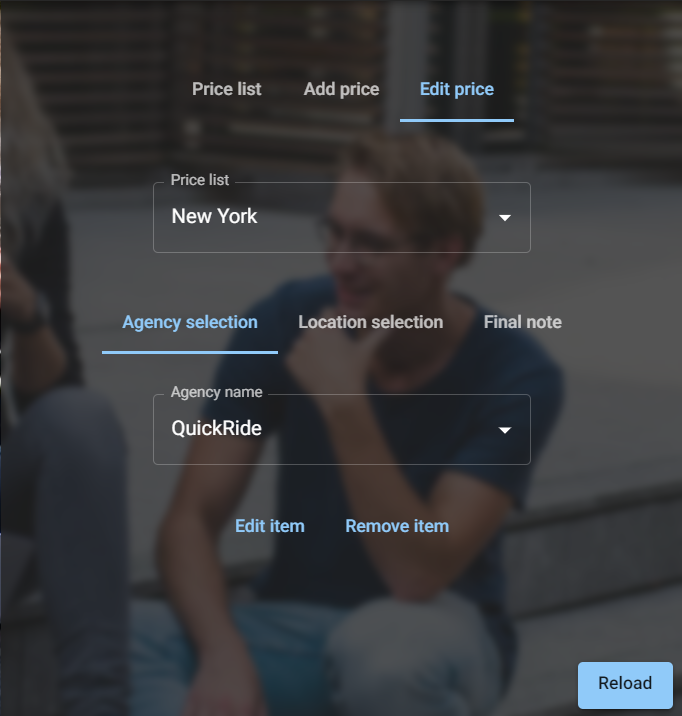 Price list Add price Edit price
Price list
New York
Agency selection Location selection Final note
Agency name
QuickRide
Edit item Remove item
Reload